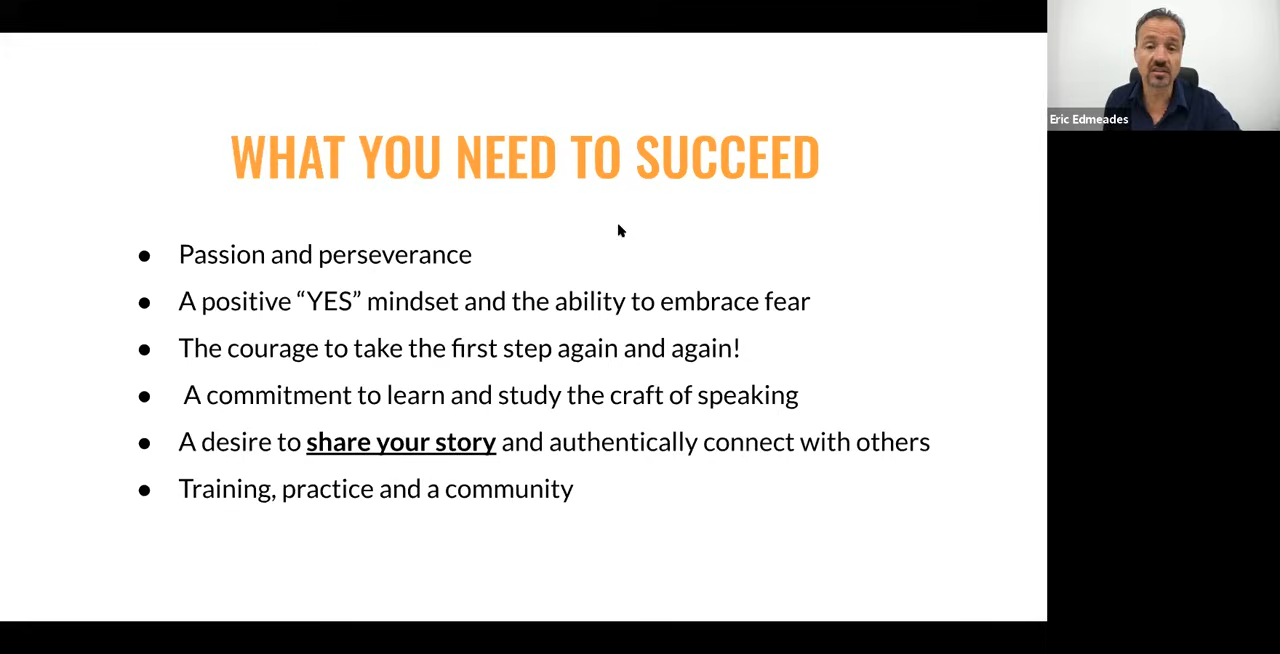 WHAT YOU NEED TO SUCCEED
● Passion and perseverance
● A positive “YES” mindset and the ability to embrace fear
● The courage to take the first step again and again!
● A commitment to learn and study the craft of speaking
● A desire to share your story and authentically connect with others
● Training, practice and a community
Eric Edmeades